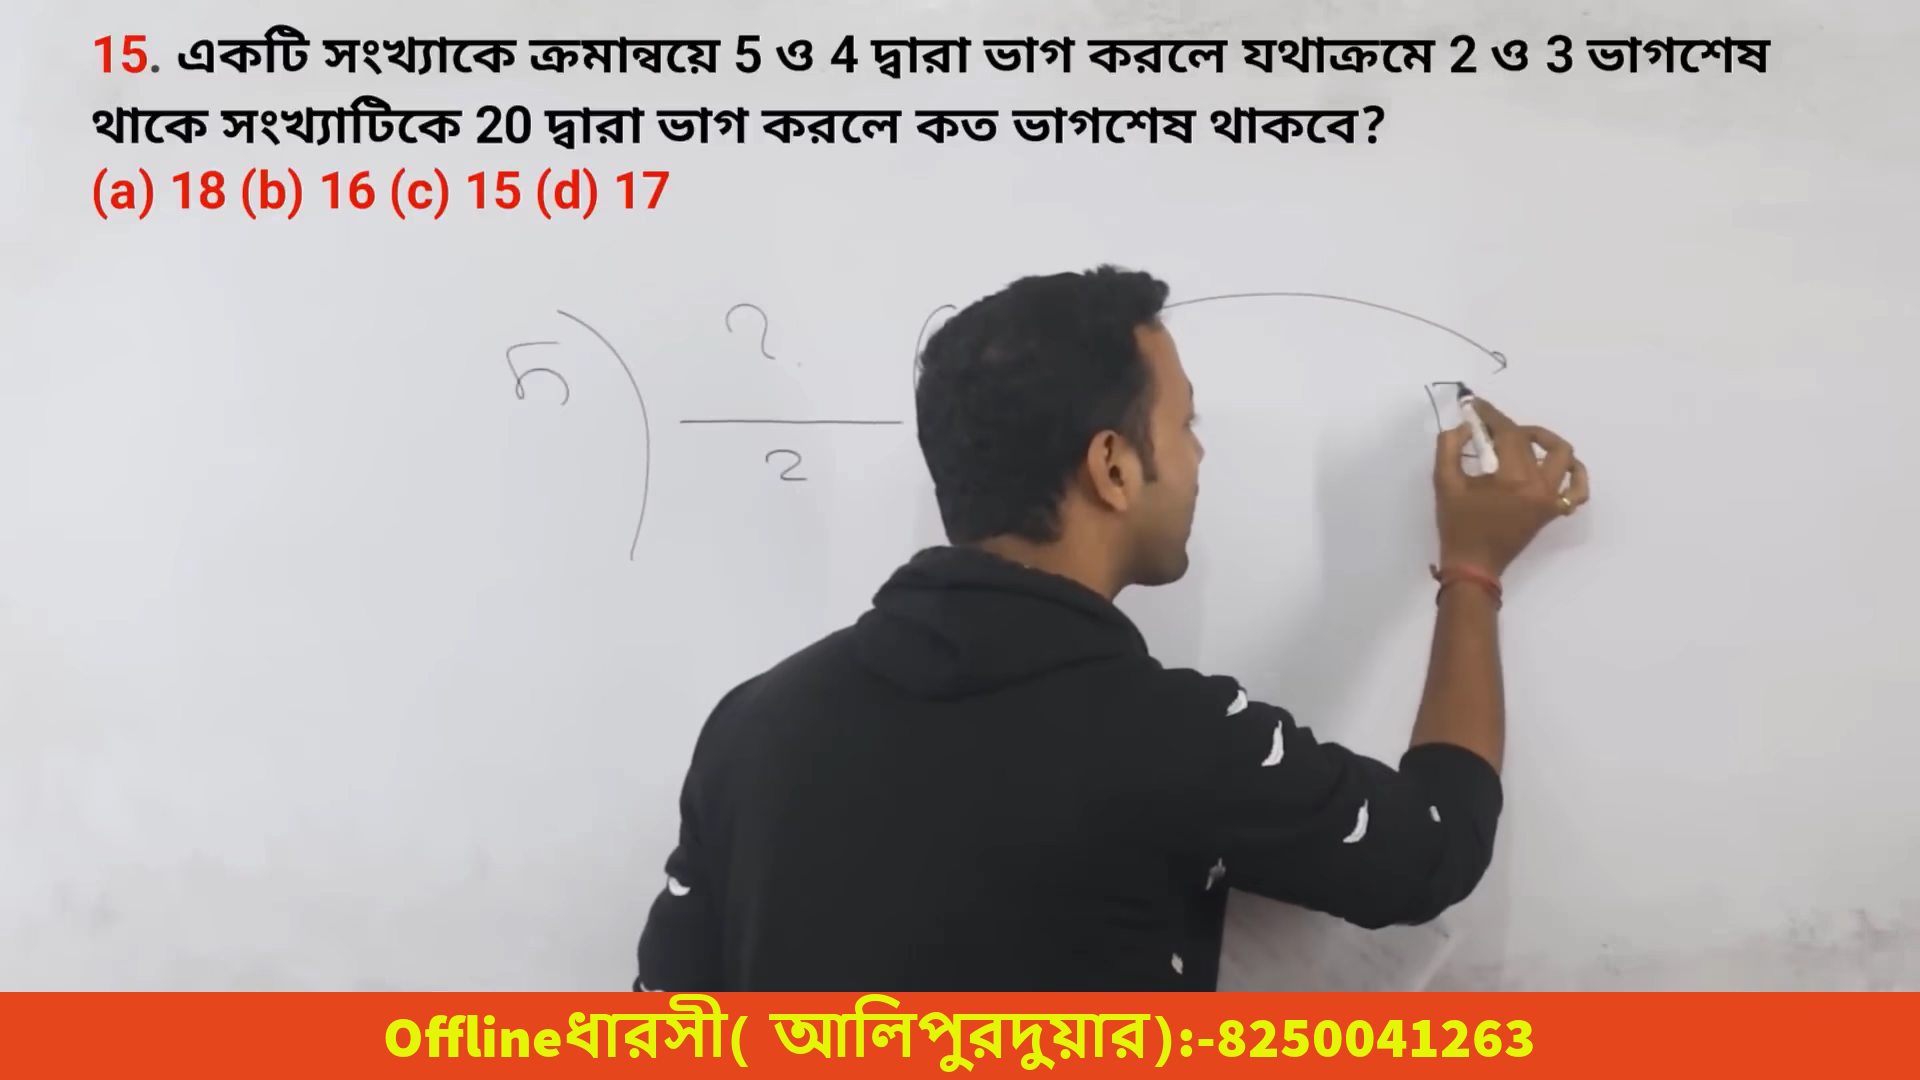 15. একটি সংখ্যাকে ক্রমান্বয়ে 5 ও 4 দ্বারা ভাগ করলে যথাক্রমে 2 ও 3 ভাগশেষ
থাকে সংখ্যাটিকে 20 দ্বারা ভাগ করলে কত ভাগশেষ থাকবে?
(a) 18 (b) 16 (c) 15 (d) 17
5) ?
2
Offlineধারসী( আলিপুরদুয়ার):-8250041263